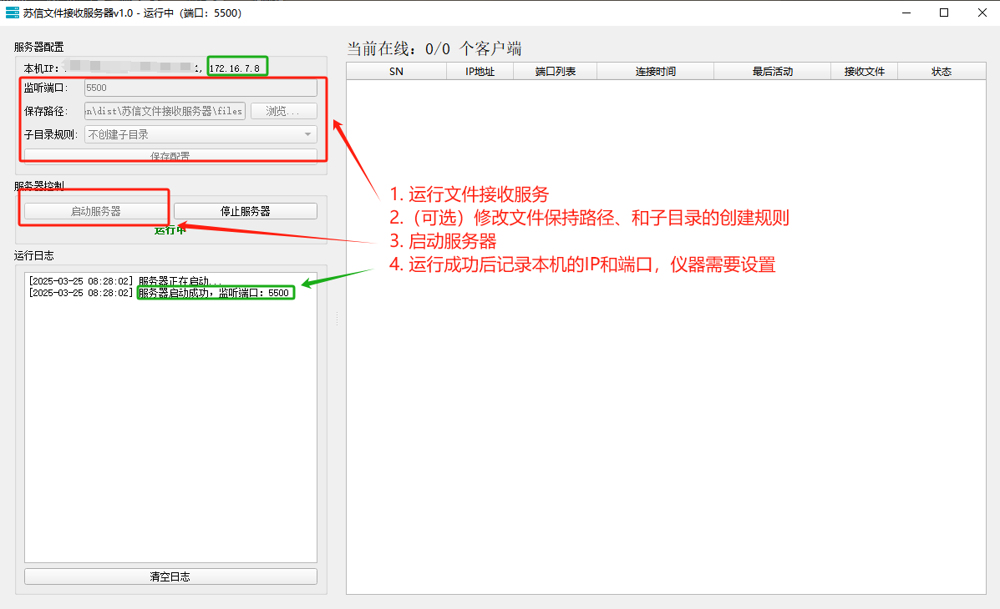 苏信文件接收服务器v1.0 - 运行中（端口：5500）
服务器配置
本机IP: , 172.16.7.8
监听端口: 5500
保存路径: n\dist\苏信文件接收服务器\files 浏览...
子目录规则: 不创建子目录
保存配置
服务器控制
启动服务器 停止服务器
运行中
运行日志
[2025-03-25 08:28:02] 服务器正在启动...
[2025-03-25 08:28:02] 服务器启动成功，监听端口：5500
清空日志
当前在线：0/0 个客户端
SN IP地址 端口列表 连接时间 最后活动 接收文件 状态
1. 运行文件接收服务
2.（可选）修改文件保持路径、和子目录的创建规则
3. 启动服务器
4. 运行成功后记录本机的IP和端口，仪器需要设置